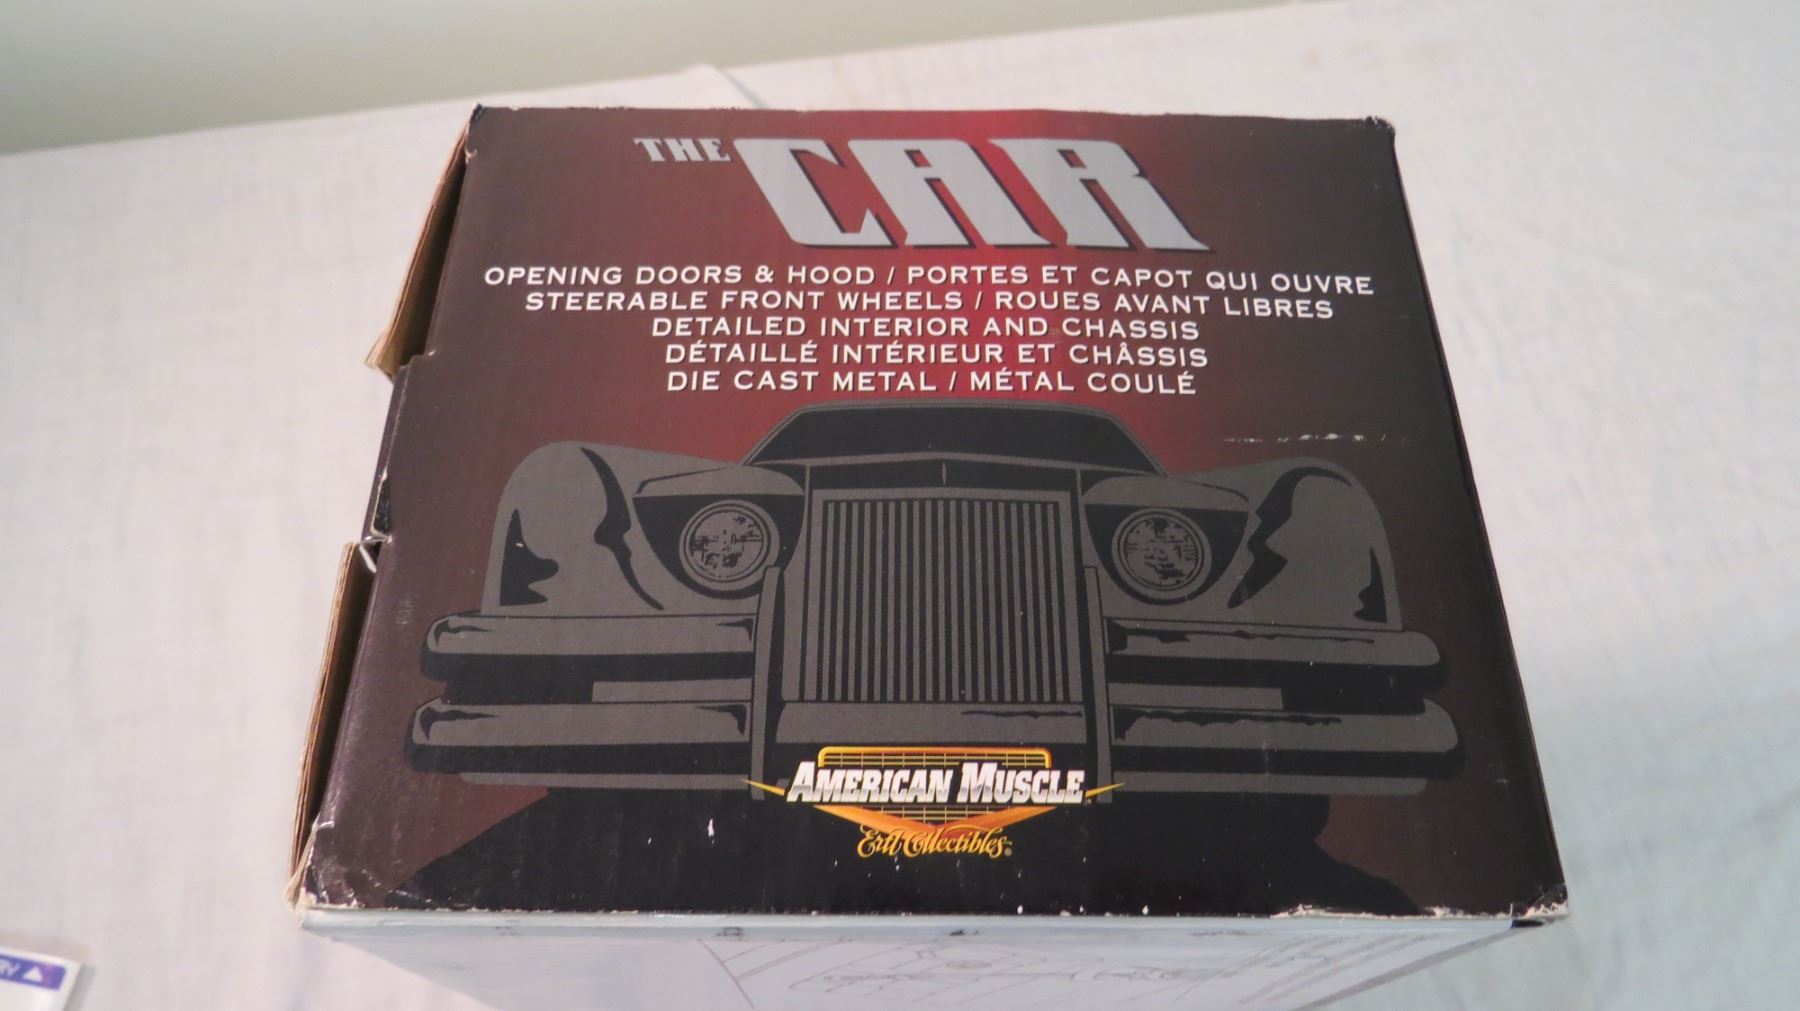 THE CAR
OPENING DOORS & HOOD / PORTES ET CAPOT QUI OUVRE
STEERABLE FRONT WHEELS / ROUES AVANT LIBRES
DETAILED INTERIOR AND CHASSIS
DÉTAILLÉ INTÉRIEUR ET CHÂSSIS
DIE CAST METAL / MÉTAL COULÉ
AMERICAN MUSCLE
Ertl Collectibles